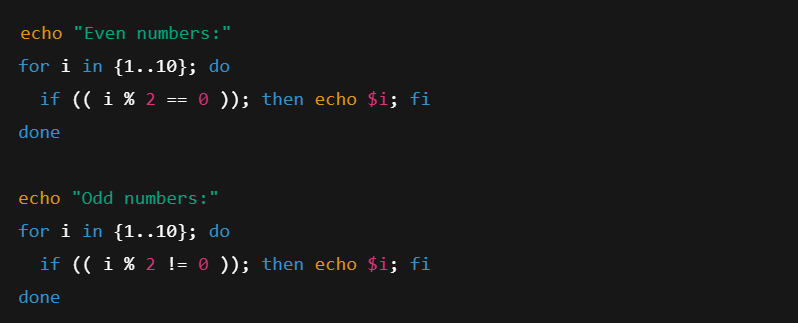 echo "Even numbers:"
for i in {1..10}; do
  if (( i % 2 == 0 )); then echo $i; fi
done

echo "Odd numbers:"
for i in {1..10}; do
  if (( i % 2 != 0 )); then echo $i; fi
done